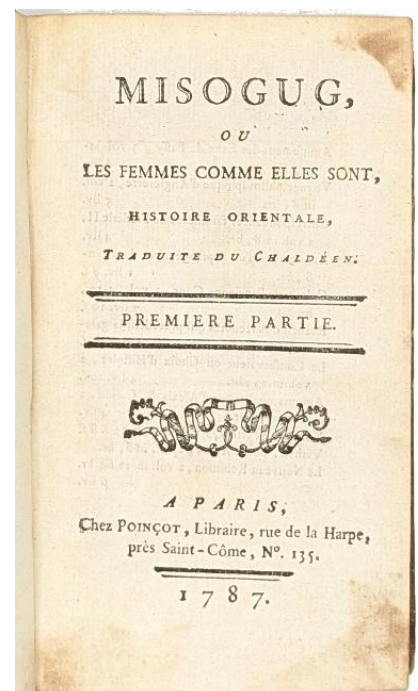 MISOGUG,
OU
LES FEMMES COMME ELLES SONT,
HISTOIRE ORIENTALE,
TRADUITE DU CHALDÉEN.
PREMIERE PARTIE.
A PARIS,
Chez POINÇOT, Libraire, rue de la Harpe,
près Saint-Côme, Nº. 135.
1787.